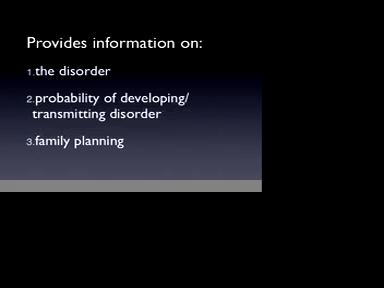 Provides information on:
1.the disorder
2.probability of developing/
transmitting disorder
3.family planning